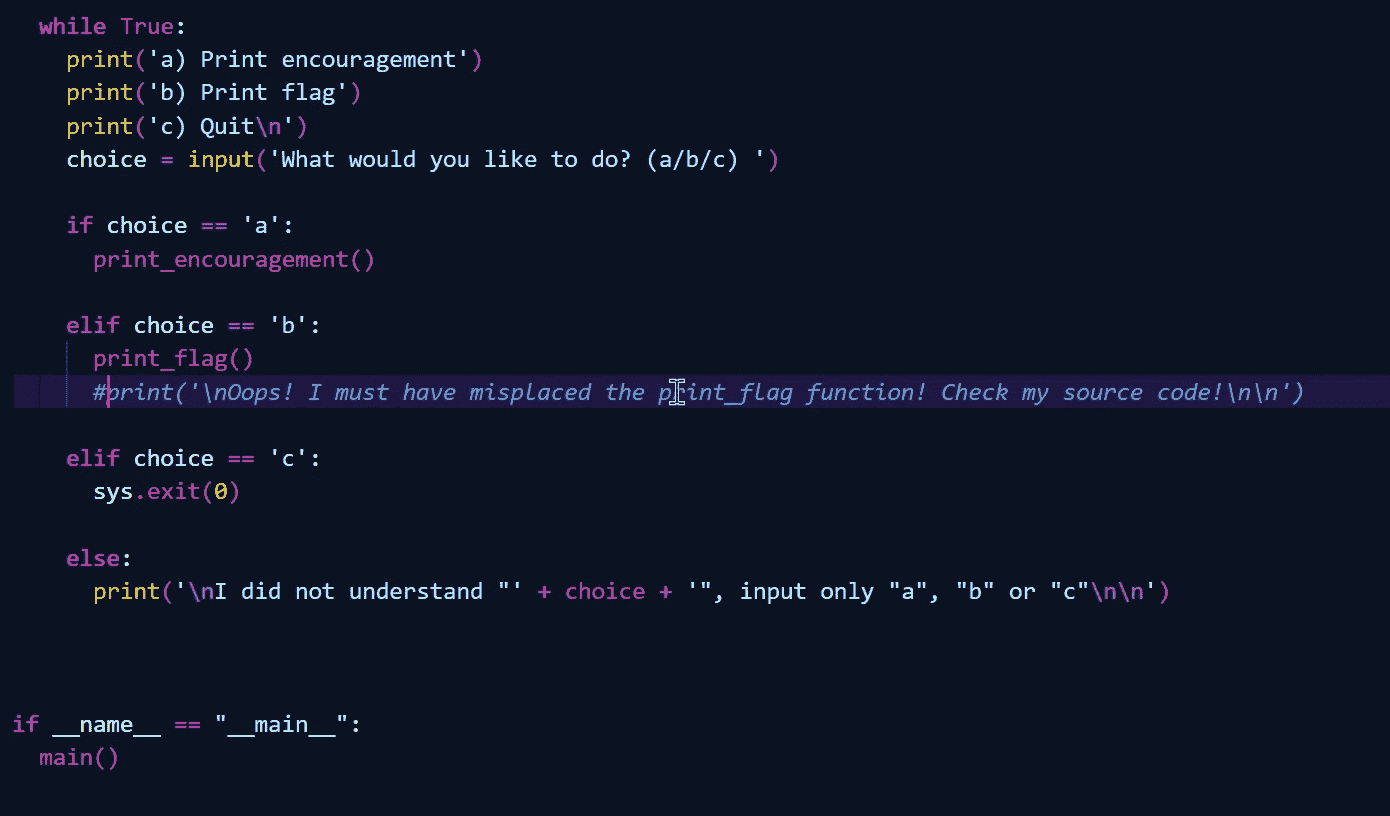 while True:
print('a) Print encouragement')
print('b) Print flag')
print('c) Quit\n')
choice = input('What would you like to do? (a/b/c) ')
if choice == 'a':
print_encouragement()
elif choice == 'b':
print_flag()
#print('\nOops! I must have misplaced the print_flag function! Check my source code!\n\n')
elif choice == 'c':
sys.exit(0)
else:
print('\nI did not understand "' + choice + '", input only "a", "b" or "c"\n\n')
if __name__ == "__main__":
main()